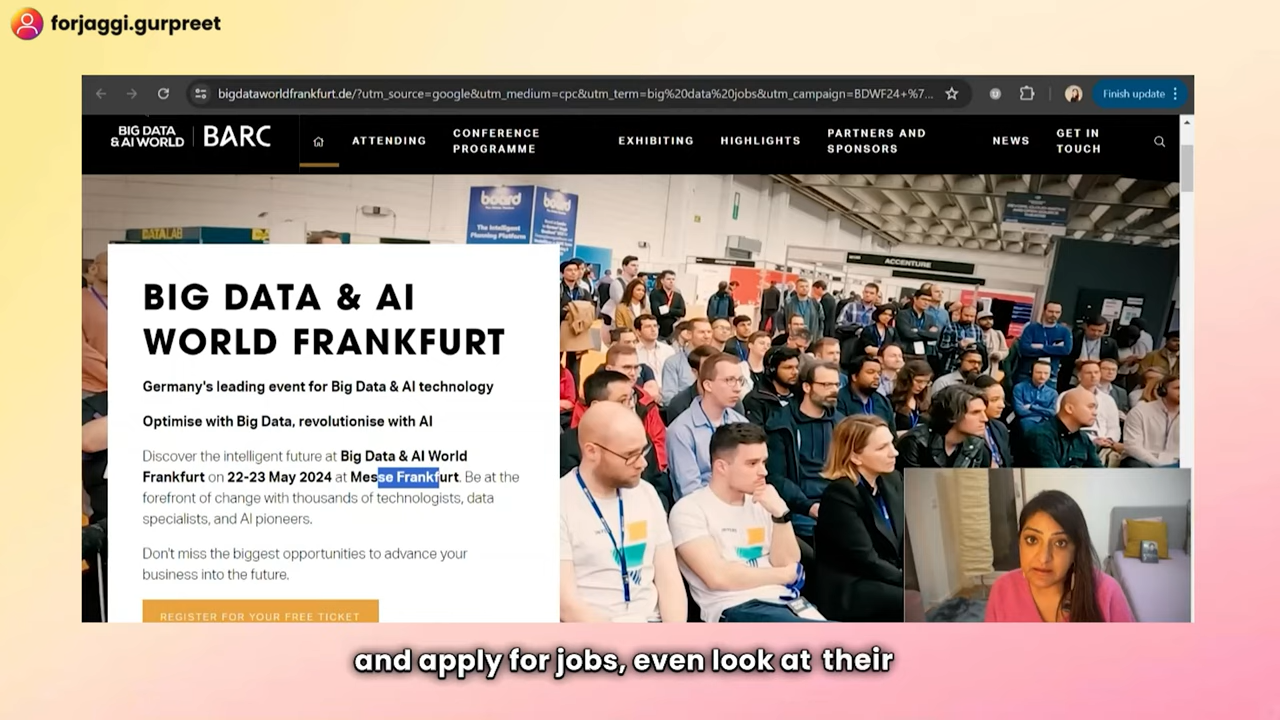 forjaggi.gurpreet
bigdataworldfrankfurt.de/?utm_source=google&utm_medium=cpc&utm_term=big%20data%20jobs&utm_campaign=BDWF24+%7...
Finish update
BIG DATA
& AI WORLD
BARC
ATTENDING
CONFERENCE
PROGRAMME
EXHIBITING
HIGHLIGHTS
PARTNERS AND
SPONSORS
NEWS
GET IN
TOUCH
board
The Intelligent
Planning Platform
board
DATALAB
ACCENTURE
BIG DATA & AI
WORLD FRANKFURT
Germany's leading event for Big Data & AI technology
Optimise with Big Data, revolutionise with AI
Discover the intelligent future at Big Data & AI World
Frankfurt on 22-23 May 2024 at Messe Frankfurt. Be at the
forefront of change with thousands of technologists, data
specialists, and AI pioneers.
Don't miss the biggest opportunities to advance your
business into the future.
REGISTER FOR YOUR FREE TICKET
and apply for jobs, even look at their